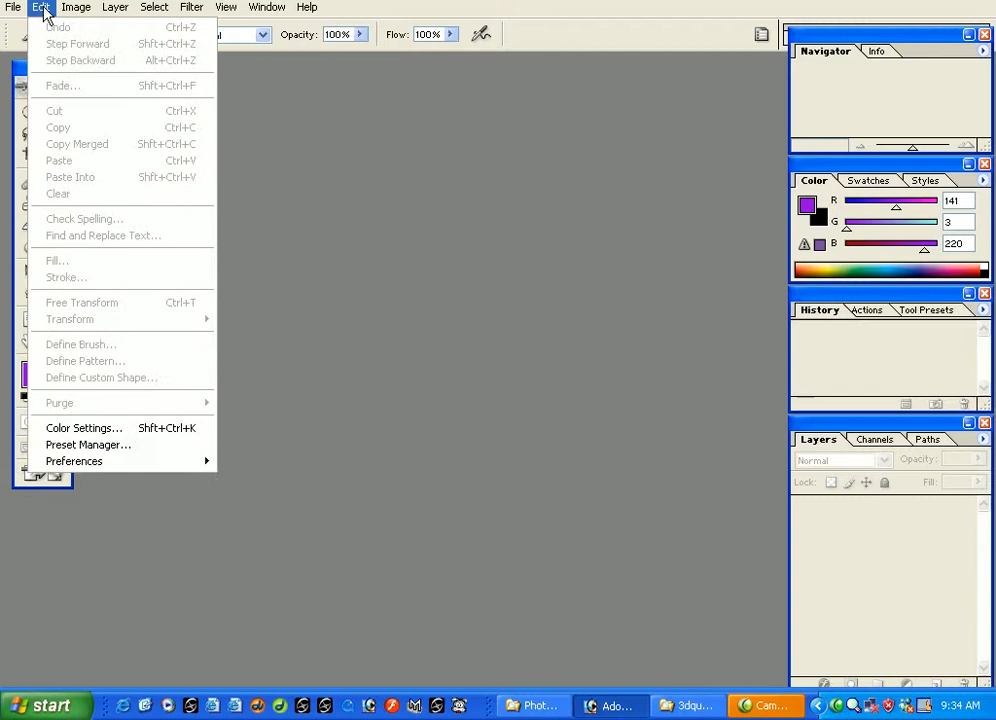 File Edit Image Layer Select Filter View Window Help
Opacity: 100% Flow: 100%
Undo Ctrl+Z
Step Forward Shft+Ctrl+Z
Step Backward Alt+Ctrl+Z
Fade... Shft+Ctrl+F
Cut Ctrl+X
Copy Ctrl+C
Copy Merged Shft+Ctrl+C
Paste Ctrl+V
Paste Into Shft+Ctrl+V
Clear
Check Spelling...
Find and Replace Text...
Fill...
Stroke...
Free Transform Ctrl+T
Transform
Define Brush...
Define Pattern...
Define Custom Shape...
Purge
Color Settings... Shft+Ctrl+K
Preset Manager...
Preferences
Navigator Info
Color Swatches Styles
R 141
G 3
B 220
History Actions Tool Presets
Layers Channels Paths
Normal Opacity:
Lock: Fill:
start Phot... Ado... 3dqu... Cam... 9:34 AM